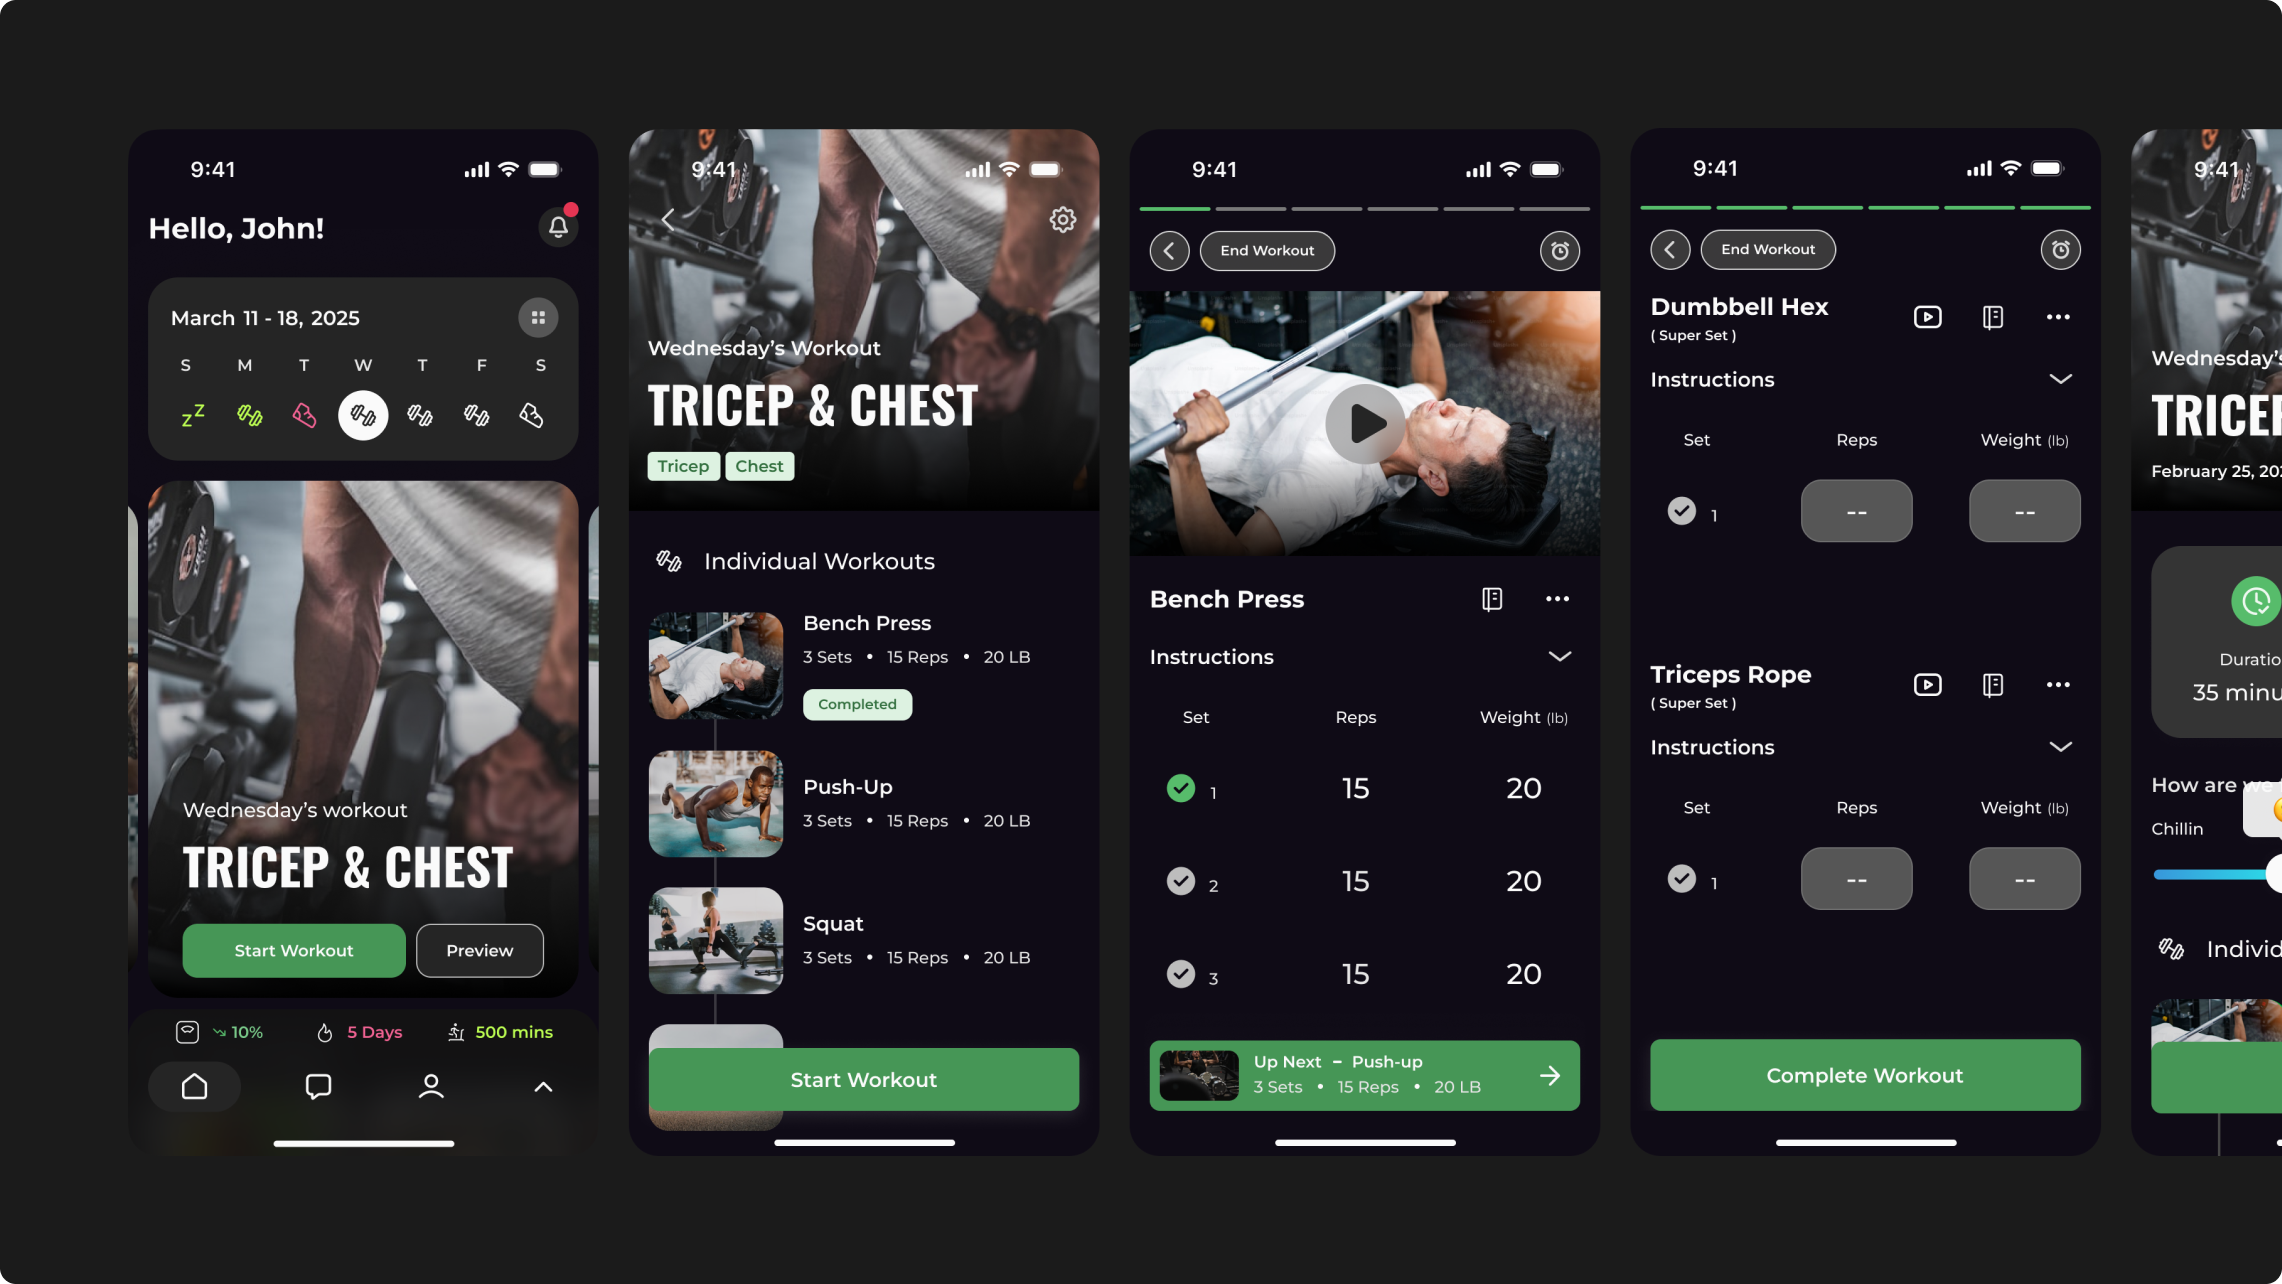 9:41
Hello, John!
March 11 - 18, 2025
S M T W T F S
Wednesday's workout
TRICEP & CHEST
Start Workout Preview
10% 5 Days 500 mins
9:41
Wednesday's Workout
TRICEP & CHEST
Tricep Chest
Individual Workouts
Bench Press
3 Sets • 15 Reps • 20 LB
Completed
Push-Up
3 Sets • 15 Reps • 20 LB
Squat
3 Sets • 15 Reps • 20 LB
Start Workout
9:41
End Workout
Bench Press
Instructions
Set Reps Weight (lb)
1 15 20
2 15 20
3 15 20
Up Next – Push-up
3 Sets • 15 Reps • 20 LB
9:41
End Workout
Dumbbell Hex
( Super Set )
Instructions
Set Reps Weight (lb)
1 -- --
Triceps Rope
( Super Set )
Instructions
Set Reps Weight (lb)
1 -- --
Complete Workout
9:41
Wednesday's
TRICEP
February 25, 202
Duratio
35 minu
How are we f
Chillin
Individ